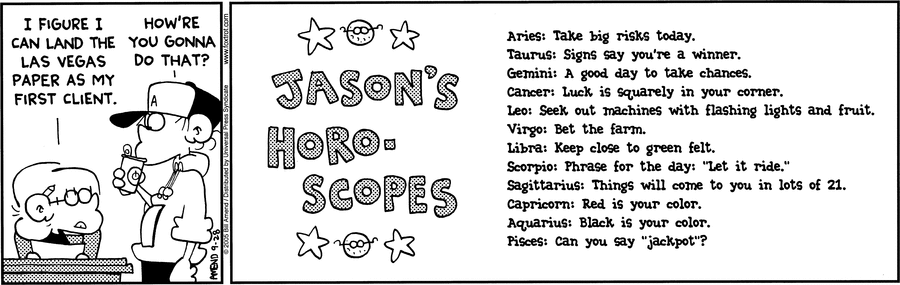 I FIGURE I
CAN LAND THE
LAS VEGAS
PAPER AS MY
FIRST CLIENT.
HOW'RE
YOU GONNA
DO THAT?
A
AMEND 9-28
© 2005 Bill Amend / Distributed by Universal Press Syndicate
www.foxtrot.com
JASON'S
HORO-
SCOPES
Aries: Take big risks today.
Taurus: Signs say you're a winner.
Gemini: A good day to take chances.
Cancer: Luck is squarely in your corner.
Leo: Seek out machines with flashing lights and fruit.
Virgo: Bet the farm.
Libra: Keep close to green felt.
Scorpio: Phrase for the day: "Let it ride."
Sagittarius: Things will come to you in lots of 21.
Capricorn: Red is your color.
Aquarius: Black is your color.
Pisces: Can you say "jackpot"?